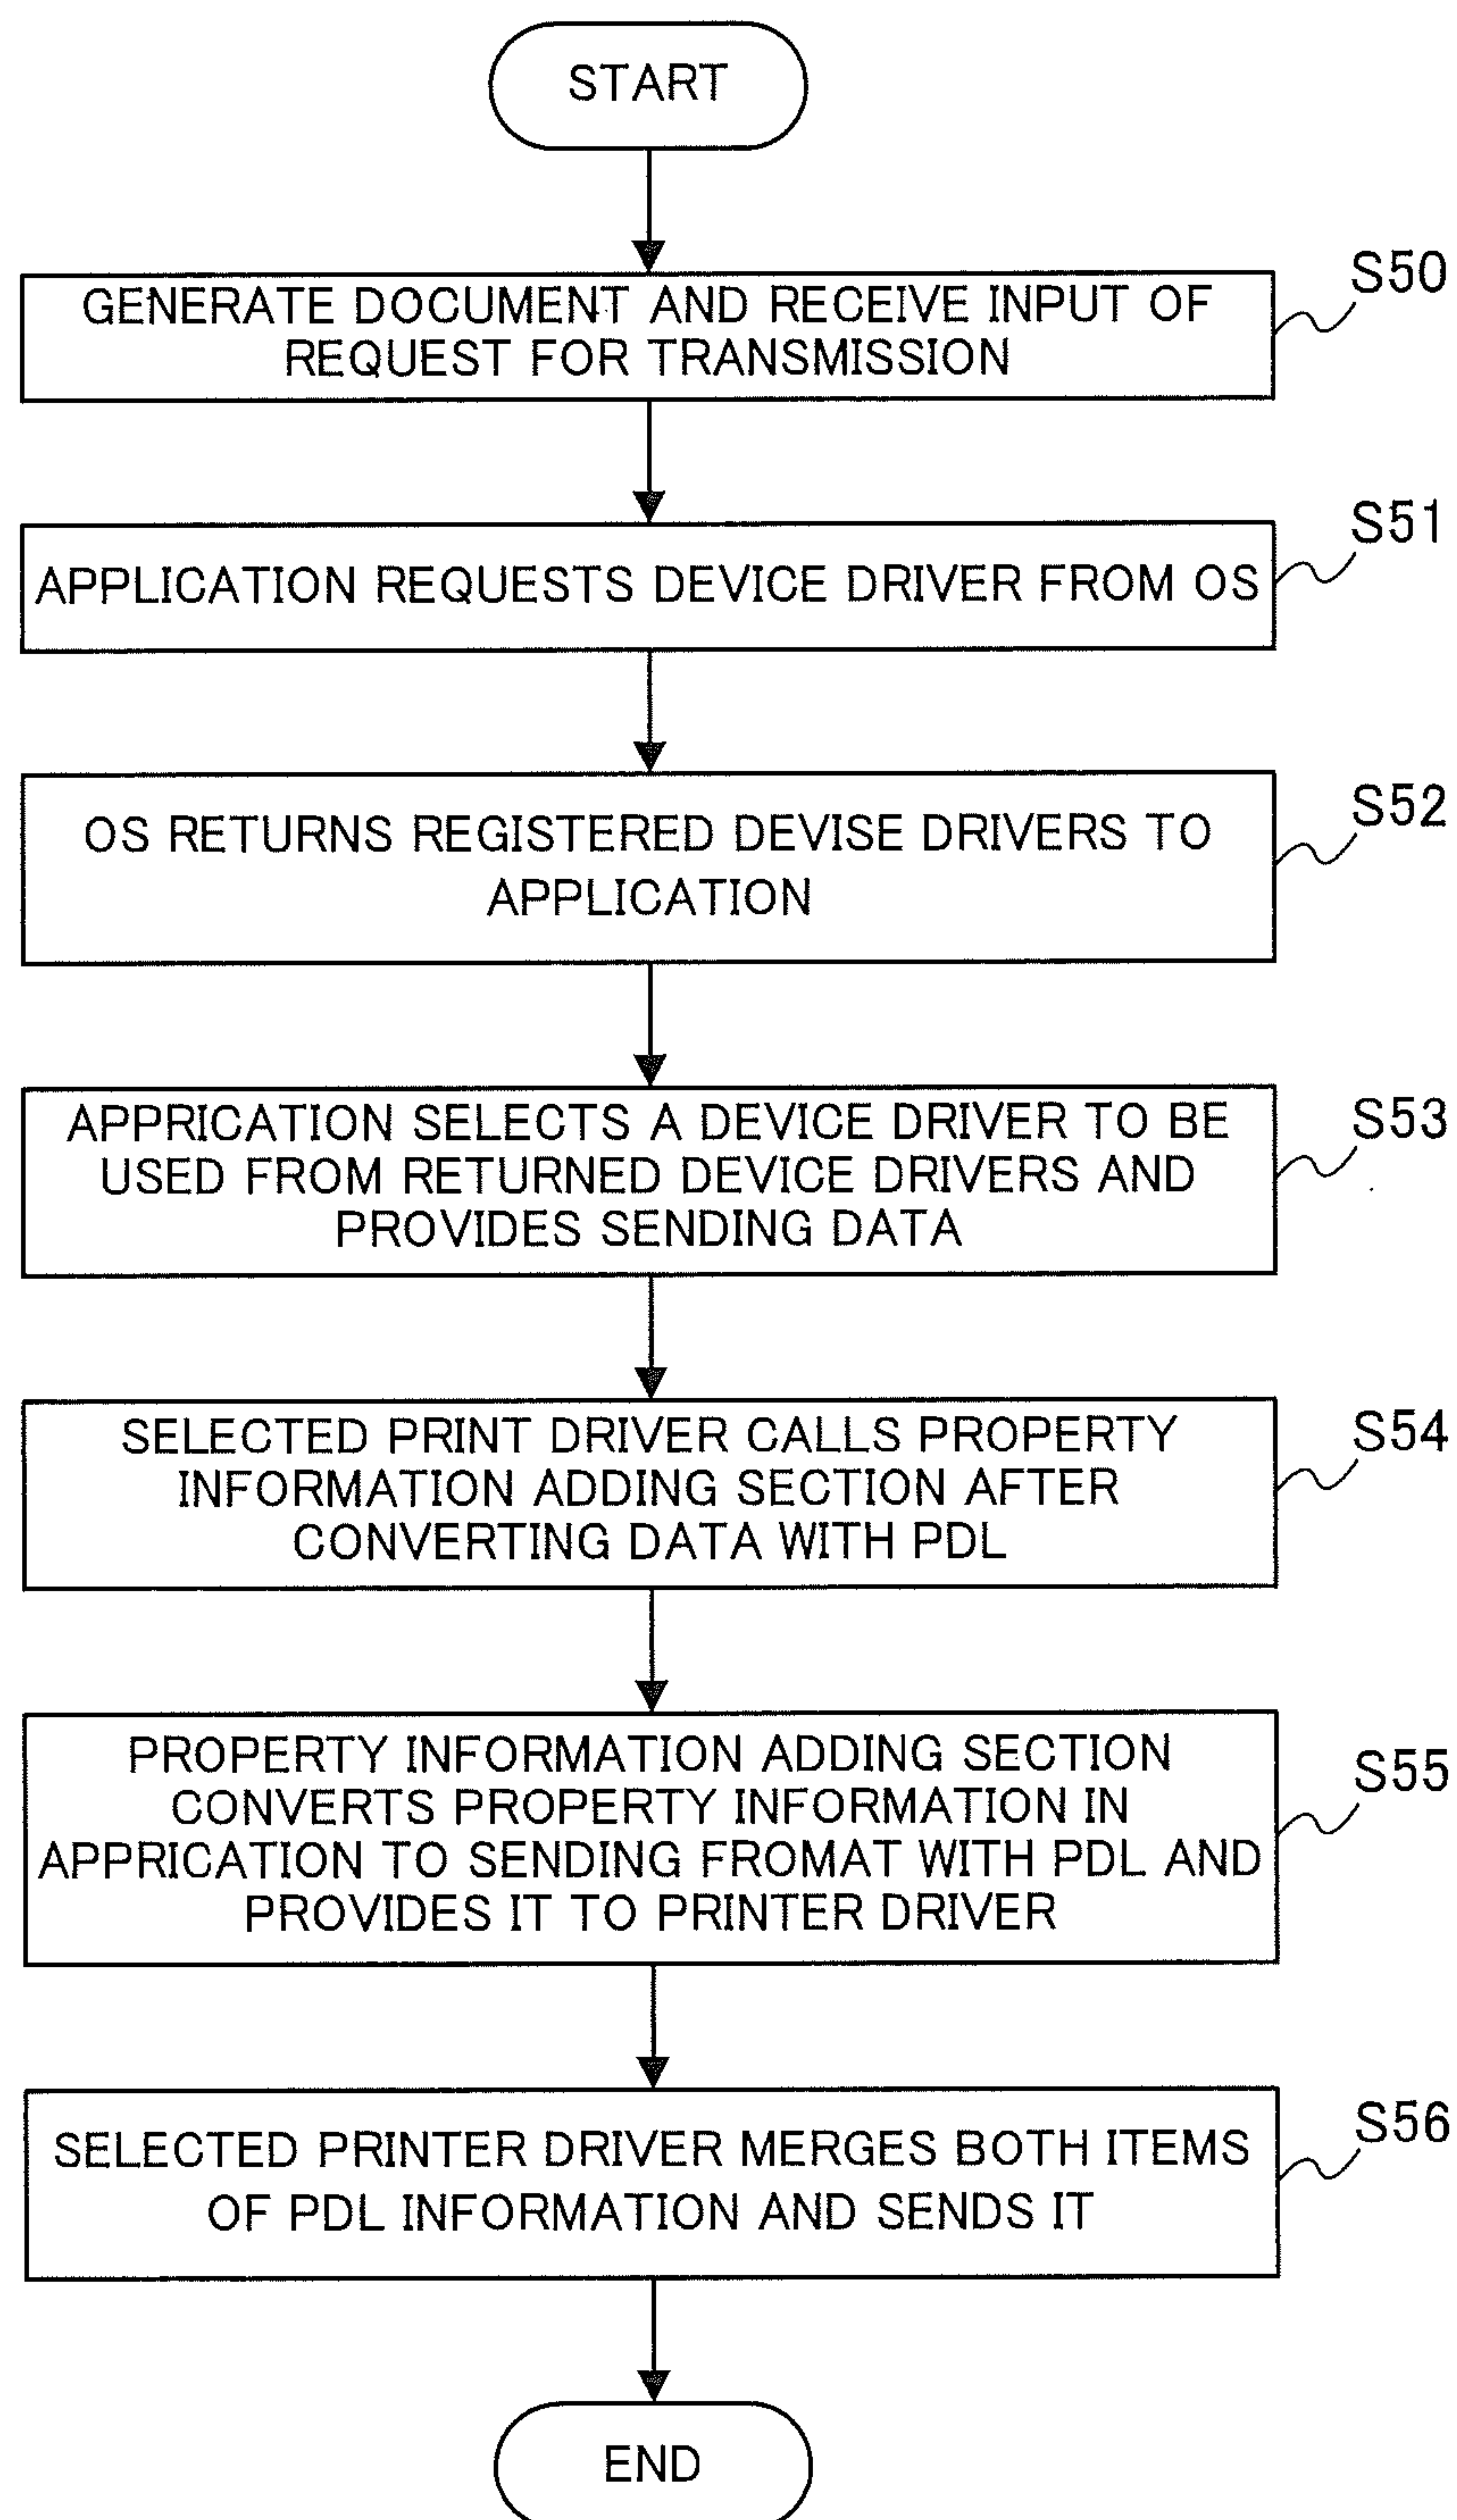 START
S50
GENERATE DOCUMENT AND RECEIVE INPUT OF
REQUEST FOR TRANSMISSION
S51
APPLICATION REQUESTS DEVICE DRIVER FROM OS
S52
OS RETURNS REGISTERED DEVISE DRIVERS TO
APPLICATION
S53
APPRICATION SELECTS A DEVICE DRIVER TO BE
USED FROM RETURNED DEVICE DRIVERS AND
PROVIDES SENDING DATA
S54
SELECTED PRINT DRIVER CALLS PROPERTY
INFORMATION ADDING SECTION AFTER
CONVERTING DATA WITH PDL
S55
PROPERTY INFORMATION ADDING SECTION
CONVERTS PROPERTY INFORMATION IN
APPRICATION TO SENDING FROMAT WITH PDL AND
PROVIDES IT TO PRINTER DRIVER
S56
SELECTED PRINTER DRIVER MERGES BOTH ITEMS
OF PDL INFORMATION AND SENDS IT
END